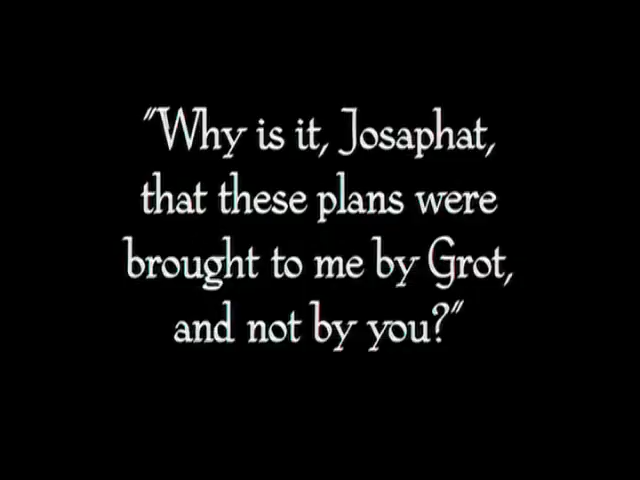 "Why is it, Josaphat,
that these plans were
brought to me by Grot,
and not by you?"